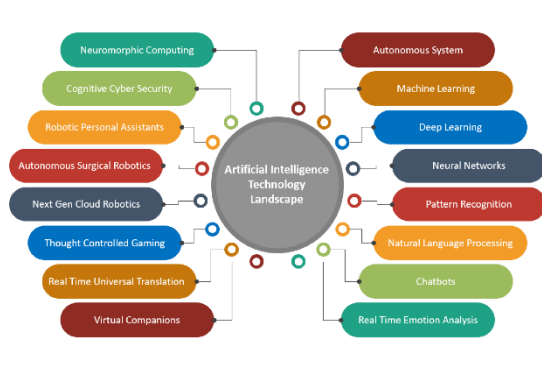 Neuromorphic Computing
Cognitive Cyber Security
Robotic Personal Assistants
Autonomous Surgical Robotics
Next Gen Cloud Robotics
Thought Controlled Gaming
Real Time Universal Translation
Virtual Companions
Artificial Intelligence
Technology
Landscape
Autonomous System
Machine Learning
Deep Learning
Neural Networks
Pattern Recognition
Natural Language Processing
Chatbots
Real Time Emotion Analysis